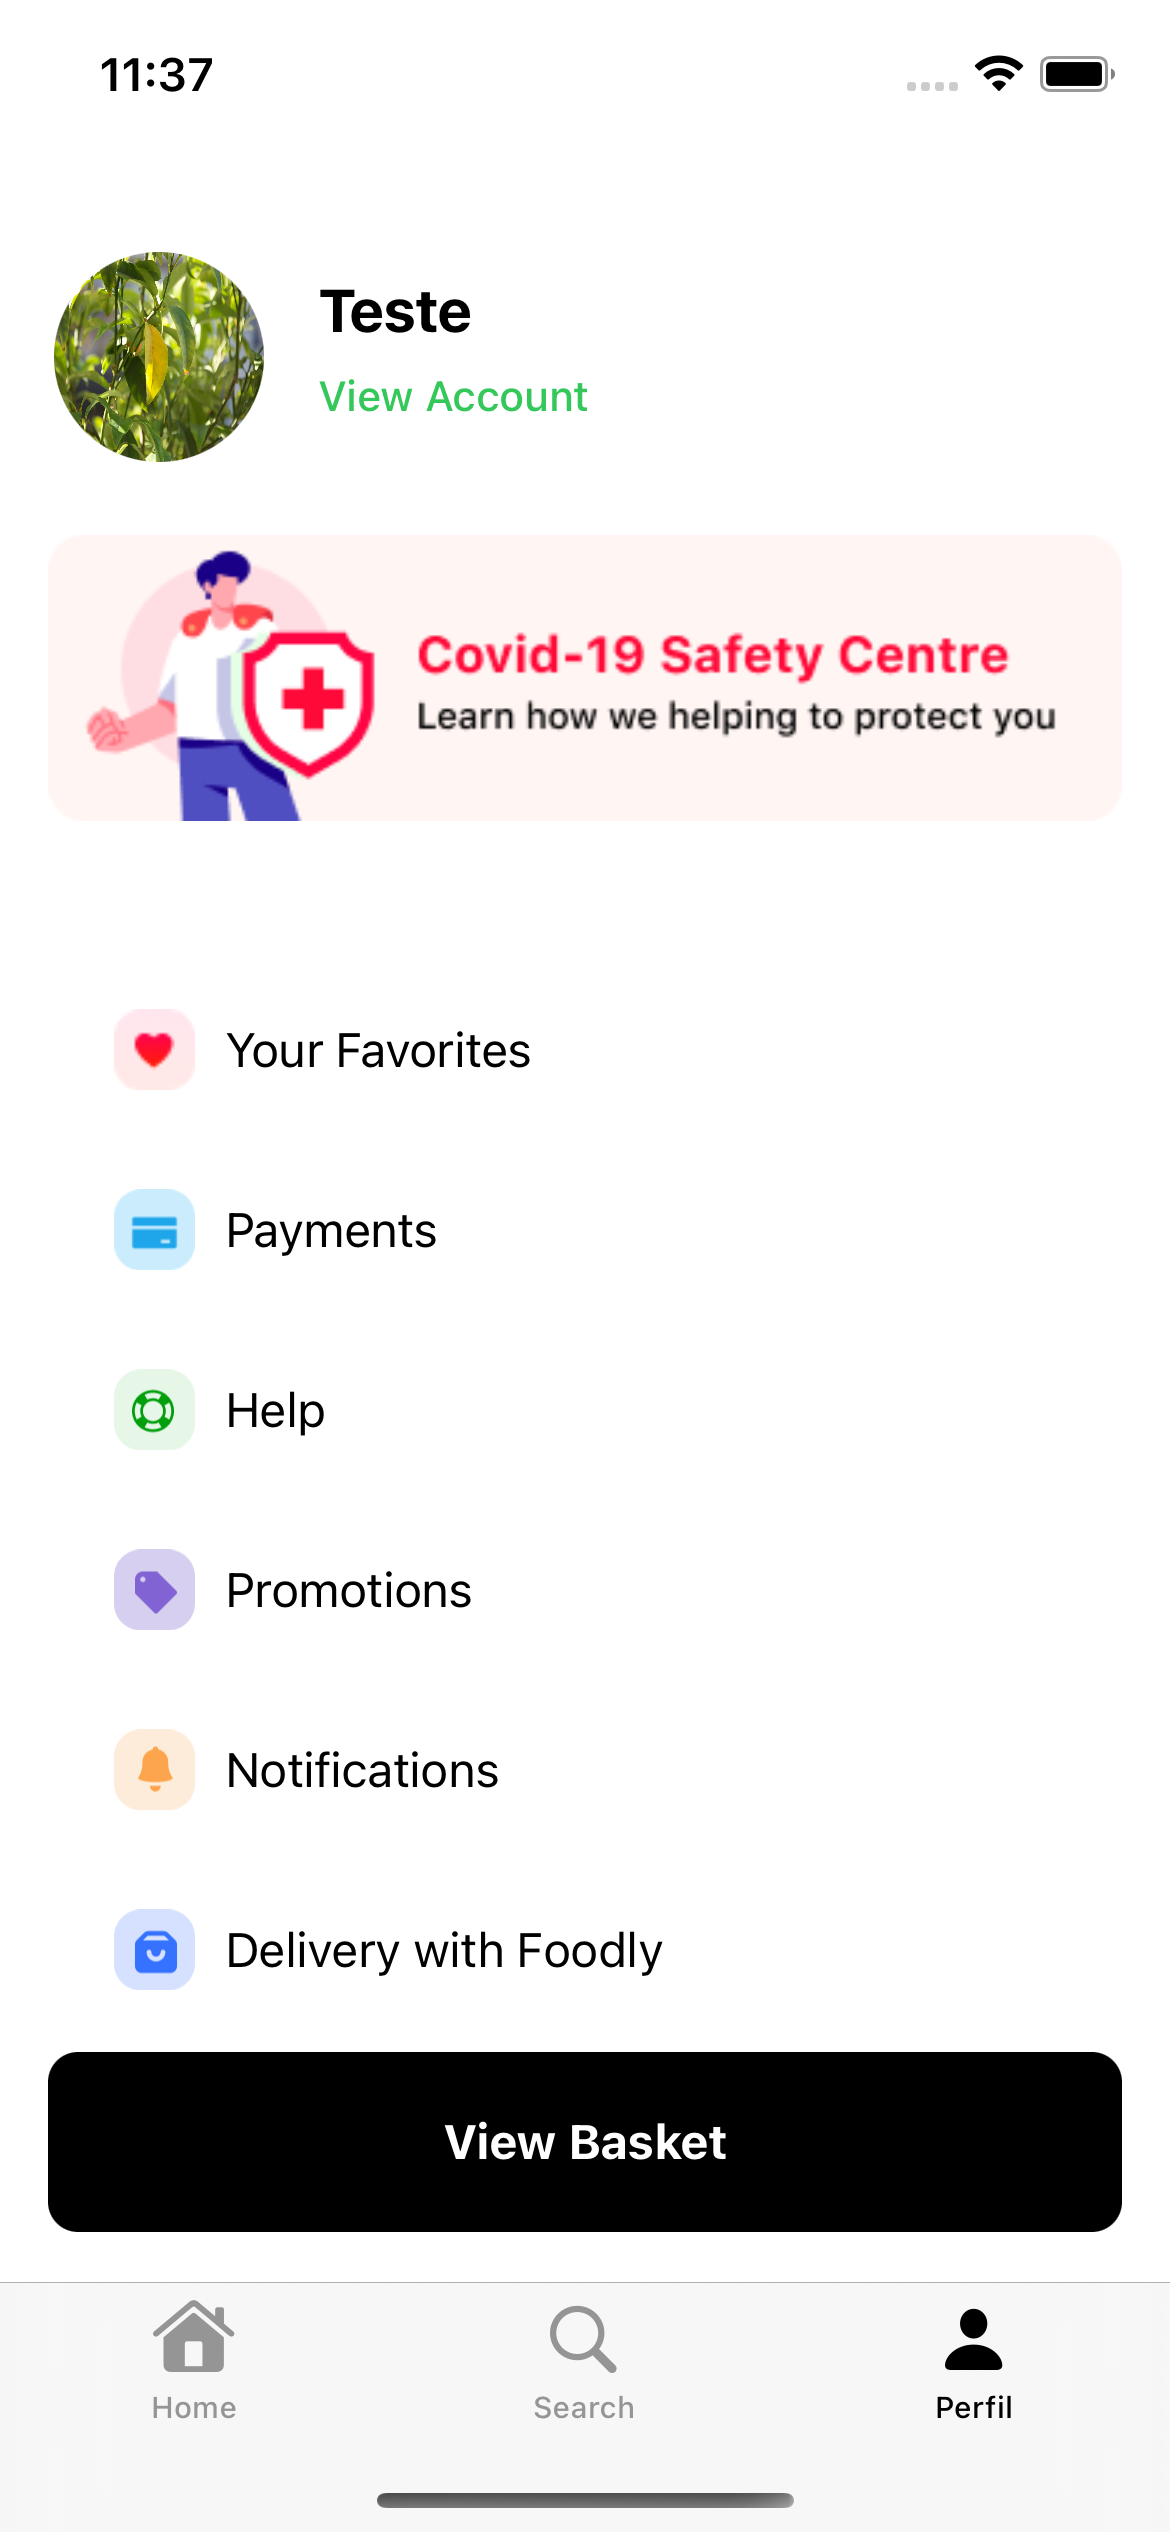 11:37
Teste
View Account
Covid-19 Safety Centre
Learn how we helping to protect you
Your Favorites
Payments
Help
Promotions
Notifications
Delivery with Foodly
View Basket
Home
Search
Perfil